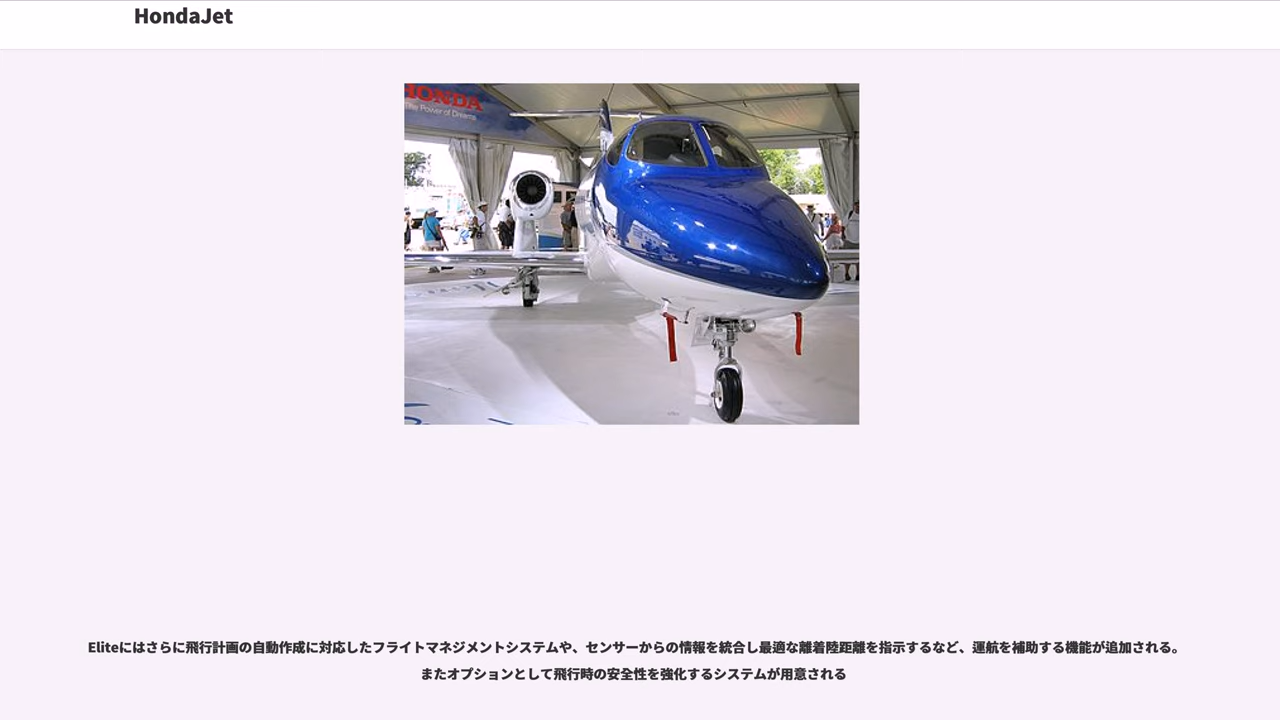 HondaJet
HONDA
The Power of Dreams
Eliteにはさらに飛行計画の自動作成に対応したフライトマネジメントシステムや、センサーからの情報を統合し最適な離着陸距離を指示するなど、運航を補助する機能が追加される。
またオプションとして飛行時の安全性を強化するシステムが用意される